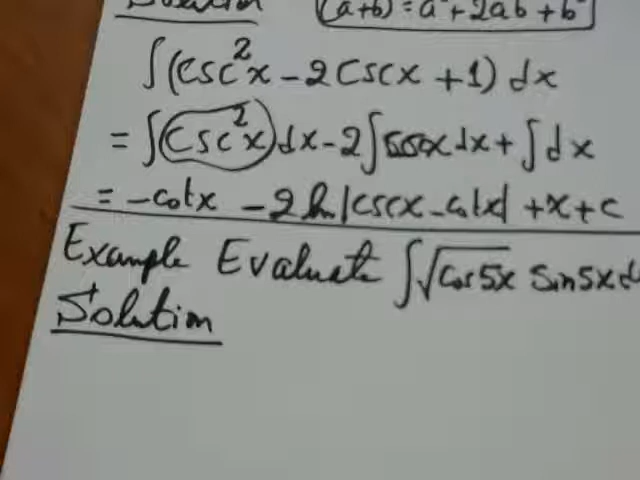 Solution (a+b)² = a² + 2ab + b²
∫(csc²x - 2cscx + 1) dx
= ∫(csc²x)dx - 2∫cscx dx + ∫dx
= -cotx - 2ln|cscx - cotx| + x + c
Example Evaluate ∫√cos5x sin5x d
Solution